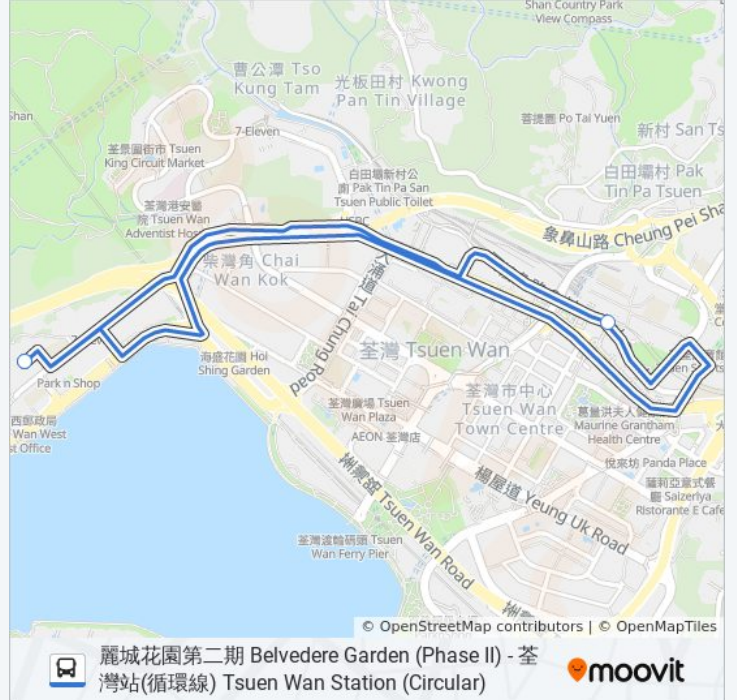 Shan Country Park
View Compass
曹公潭 Tso
Kung Tam
光板田村 Kwong
Pan Tin Village
Shan
7-Eleven
菩提園 Po Tai Yuen
新村 San Ts
荃景圍街市 Tsuen
King Circuit Market
白田壩新村公
廁 Pak Tin Pa San
Tsuen Public Toilet
白田壩村 Pak
Tin Pa Tsuen
荃灣港安醫
院 Tsuen Wan
Adventist Hos
HSBC
象鼻山路 Cheung Pei Sha
柴灣角 Chai
Wan Kok
大涌道 Tai Chung Road
荃灣 Tsuen Wan
海盛花園 Hoi
Shing Garden
Park n Shop
荃灣市中心
Tsuen Wan
Town Centre
荃灣廣場 Tsuen
Wan Plaza
葛量洪夫人健
Maurine Grantham
Health Centre
西郵政局
Wan West
st Office
AEON 荃灣店
悅來坊 Panda Place
薩莉亞意式餐
廳 Saizeriya
Ristorante E Cafe
楊屋道 Yeung Uk Road
Tsuen Wan Road
荃灣渡輪碼頭 Tsuen
Wan Ferry Pier
© OpenStreetMap contributors | © OpenMapTiles
麗城花園第二期 Belvedere Garden (Phase II) - 荃
灣站(循環線) Tsuen Wan Station (Circular)
moovit